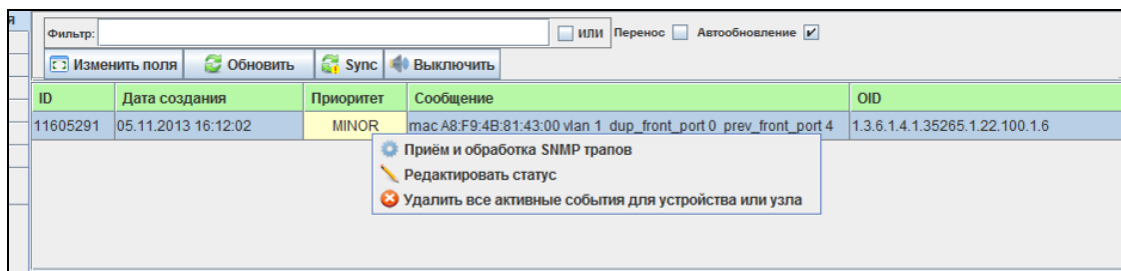 я
Фильтр: ИЛИ Перенос Автообновление
Изменить поля Обновить Sync Выключить
ID Дата создания Приоритет Сообщение OID
11605291 05.11.2013 16:12:02 MINOR mac A8:F9:4B:81:43:00 vlan 1 dup_front_port 0 prev_front_port 4 1.3.6.1.4.1.35265.1.22.100.1.6
Приём и обработка SNMP трапов
Редактировать статус
Удалить все активные события для устройства или узла